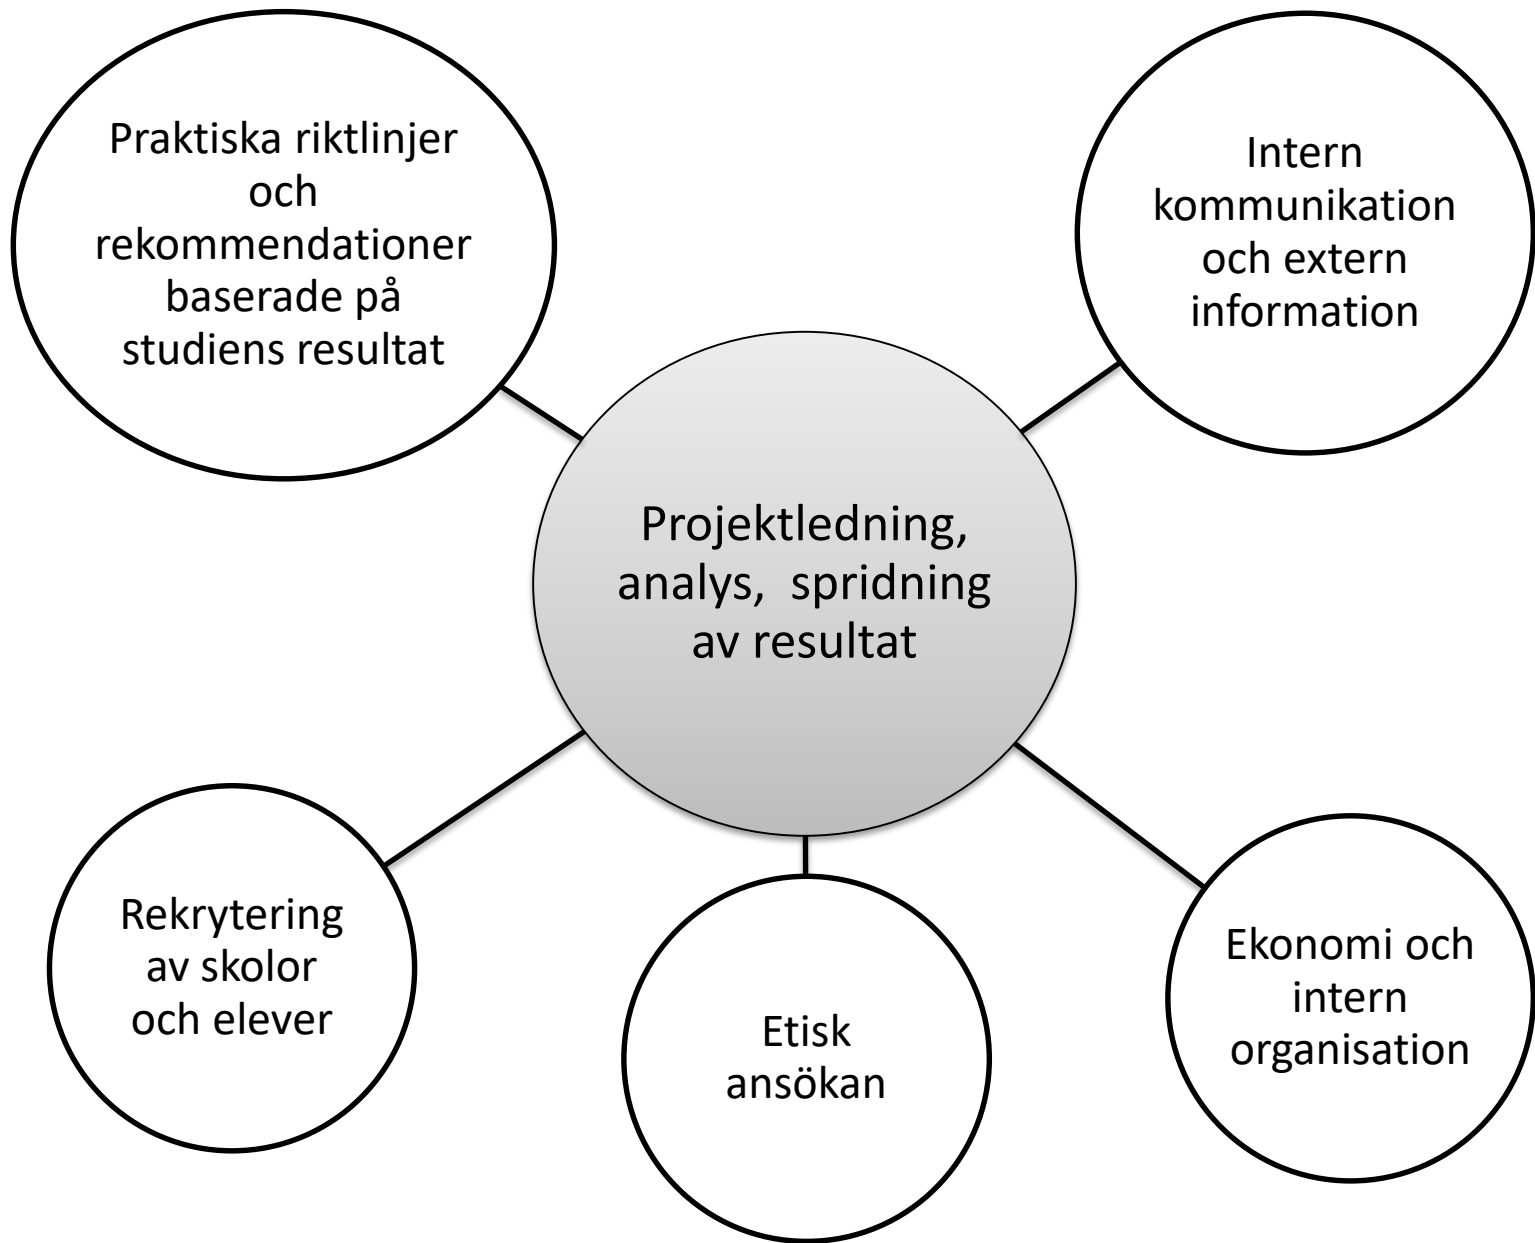 Praktiska riktlinjer
och
rekommendationer
baserade på
studiens resultat
Intern
kommunikation
och extern
information
Projektledning,
analys,  spridning
av resultat
Rekrytering
av skolor
och elever
Etisk
ansökan
Ekonomi och
intern
organisation